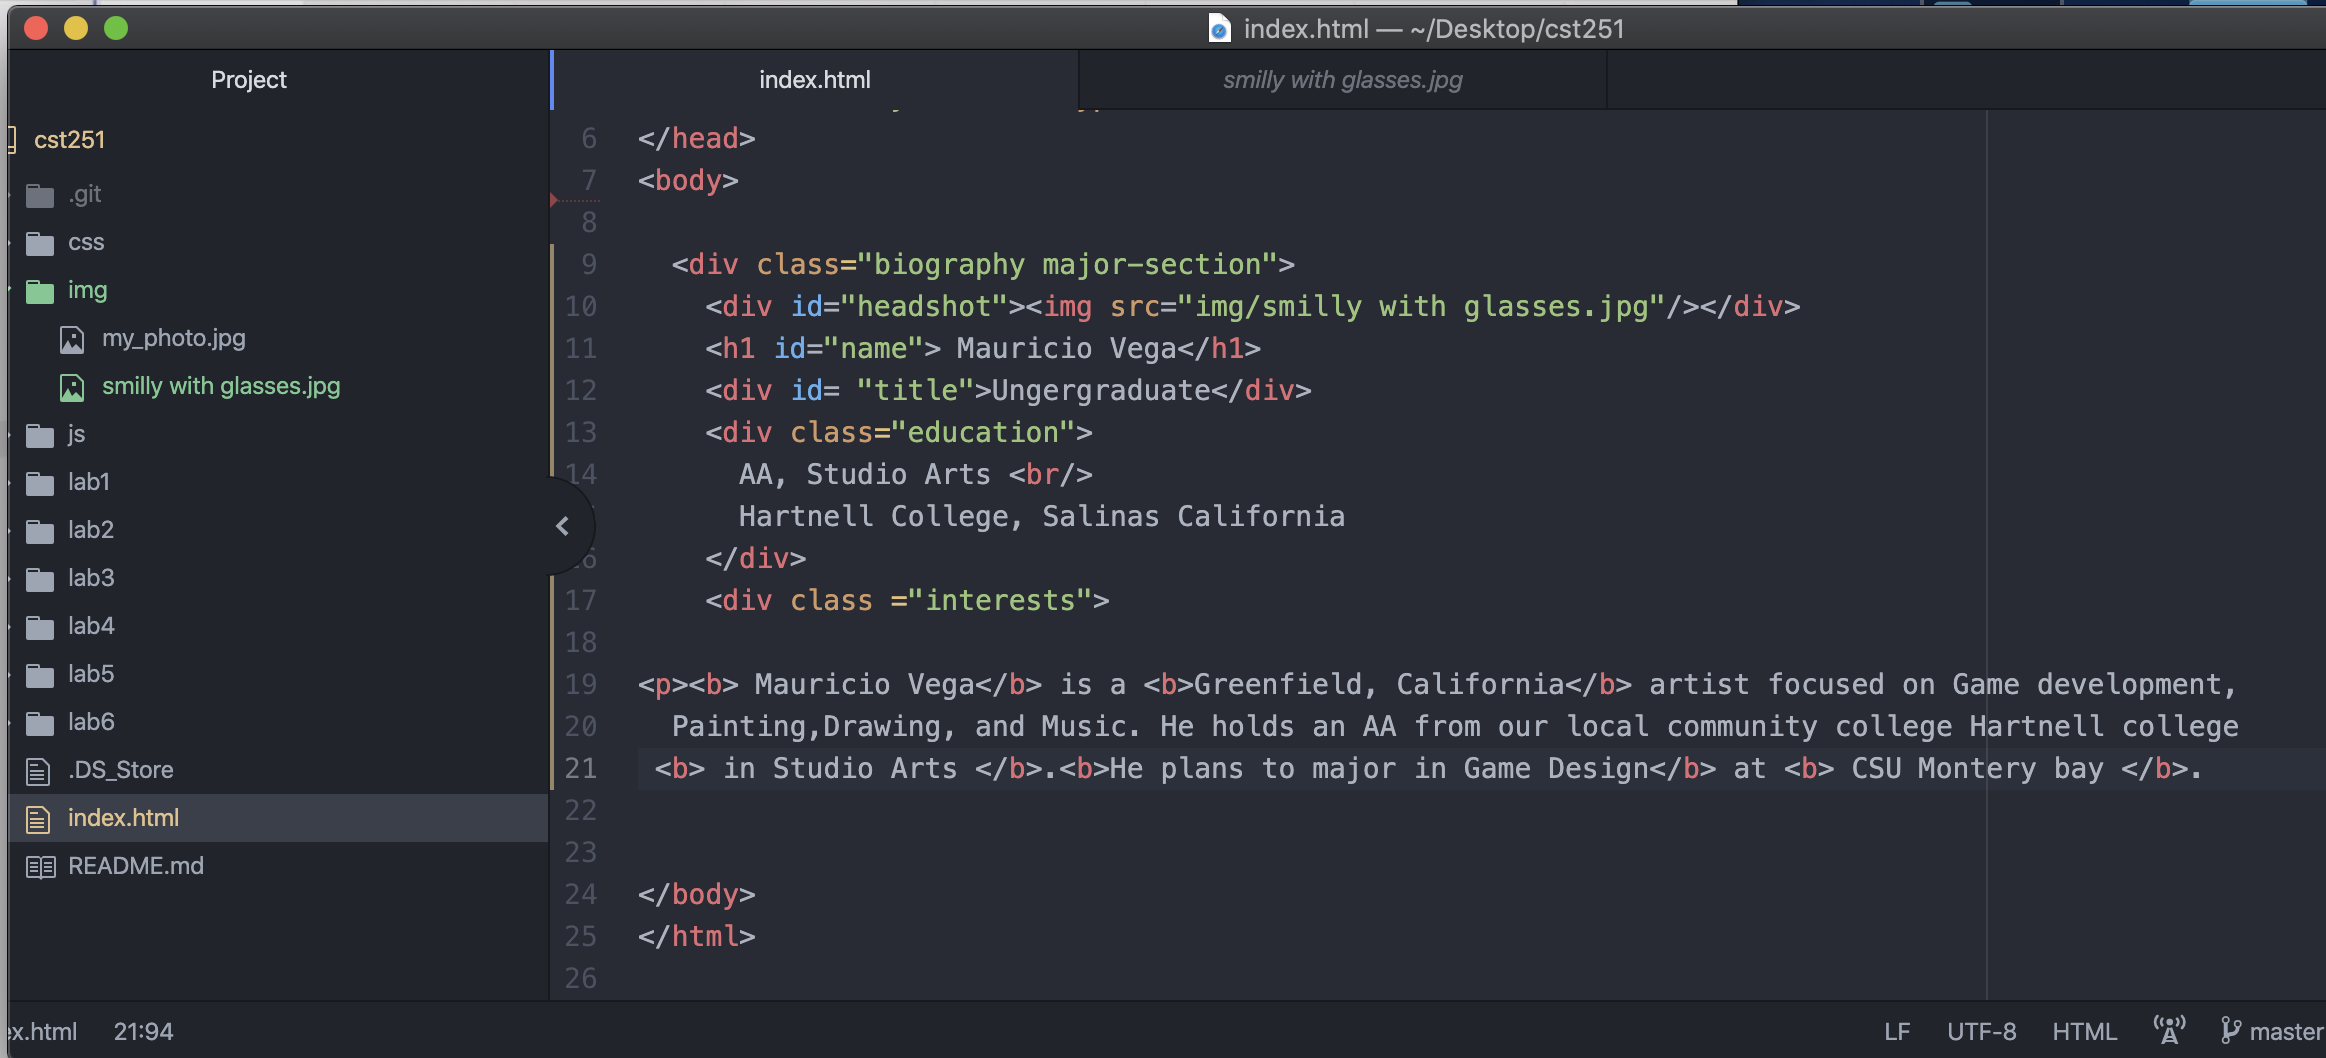 index.html — ~/Desktop/cst251
Project
index.html
smilly with glasses.jpg
cst251
.git
css
img
my_photo.jpg
smilly with glasses.jpg
js
lab1
lab2
lab3
lab4
lab5
lab6
.DS_Store
index.html
README.md
6 </head>
7 <body>
8
9 <div class="biography major-section">
10 <div id="headshot"><img src="img/smilly with glasses.jpg"/></div>
11 <h1 id="name"> Mauricio Vega</h1>
12 <div id= "title">Ungergraduate</div>
13 <div class="education">
14 AA, Studio Arts <br/>
Hartnell College, Salinas California
6 </div>
17 <div class ="interests">
18
19 <p><b> Mauricio Vega</b> is a <b>Greenfield, California</b> artist focused on Game development,
20 Painting,Drawing, and Music. He holds an AA from our local community college Hartnell college
21 <b> in Studio Arts </b>.<b>He plans to major in Game Design</b> at <b> CSU Montery bay </b>.
22
23
24 </body>
25 </html>
26
ex.html 21:94 LF UTF-8 HTML master